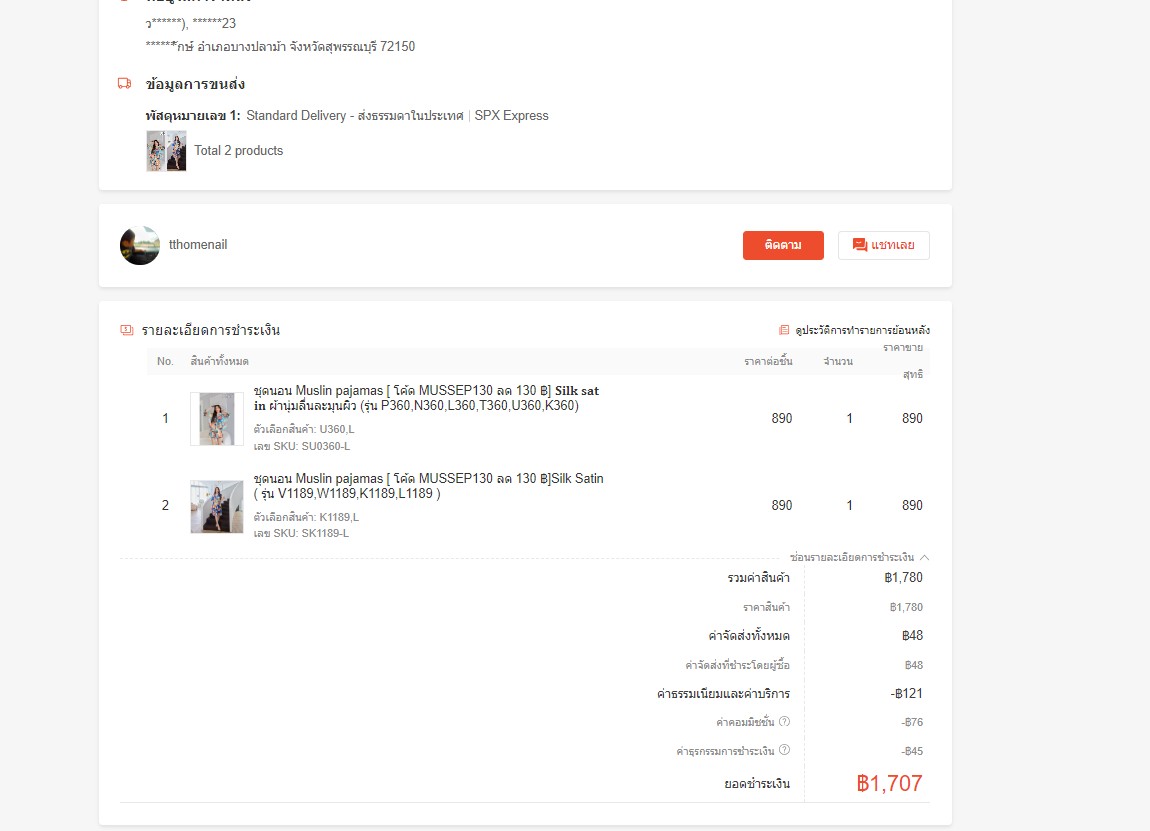 ว******), ******23
******ักษ์ อำเภอบางปลาม้า จังหวัดสุพรรณบุรี 72150
ข้อมูลการขนส่ง
พัสดุหมายเลข 1: Standard Delivery - ส่งธรรมดาในประเทศ | SPX Express
Total 2 products
tthomenail
ติดตาม
แชทเลย
รายละเอียดการชำระเงิน
ดูประวัติการทำรายการย้อนหลัง
No. สินค้าทั้งหมด ราคาต่อชิ้น จำนวน ราคาขาย
สุทธิ
ชุดนอน Muslin pajamas [ โค้ด MUSSEP130 ลด 130 ฿] Silk sat
1 in ผ้านุ่มลื่นละมุนผิว (รุ่น P360,N360,L360,T360,U360,K360) 890 1 890
ตัวเลือกสินค้า: U360,L
เลข SKU: SU0360-L
ชุดนอน Muslin pajamas [ โค้ด MUSSEP130 ลด 130 ฿]Silk Satin
2 ( รุ่น V1189,W1189,K1189,L1189 ) 890 1 890
ตัวเลือกสินค้า: K1189,L
เลข SKU: SK1189-L
ซ่อนรายละเอียดการชำระเงิน
รวมค่าสินค้า ฿1,780
ราคาสินค้า ฿1,780
ค่าจัดส่งทั้งหมด ฿48
ค่าจัดส่งที่ชำระโดยผู้ซื้อ ฿48
ค่าธรรมเนียมและค่าบริการ -฿121
ค่าคอมมิชชั่น -฿76
ค่าธุรกรรมการชำระเงิน -฿45
ยอดชำระเงิน ฿1,707